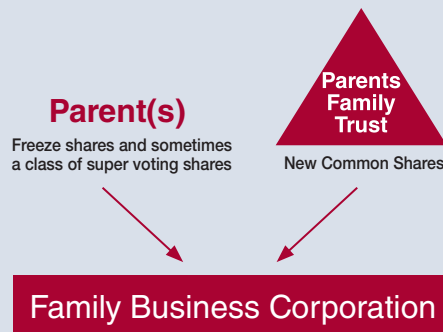 Parent(s)
Freeze shares and sometimes
a class of super voting shares
Parents
Family
Trust
New Common Shares
Family Business Corporation